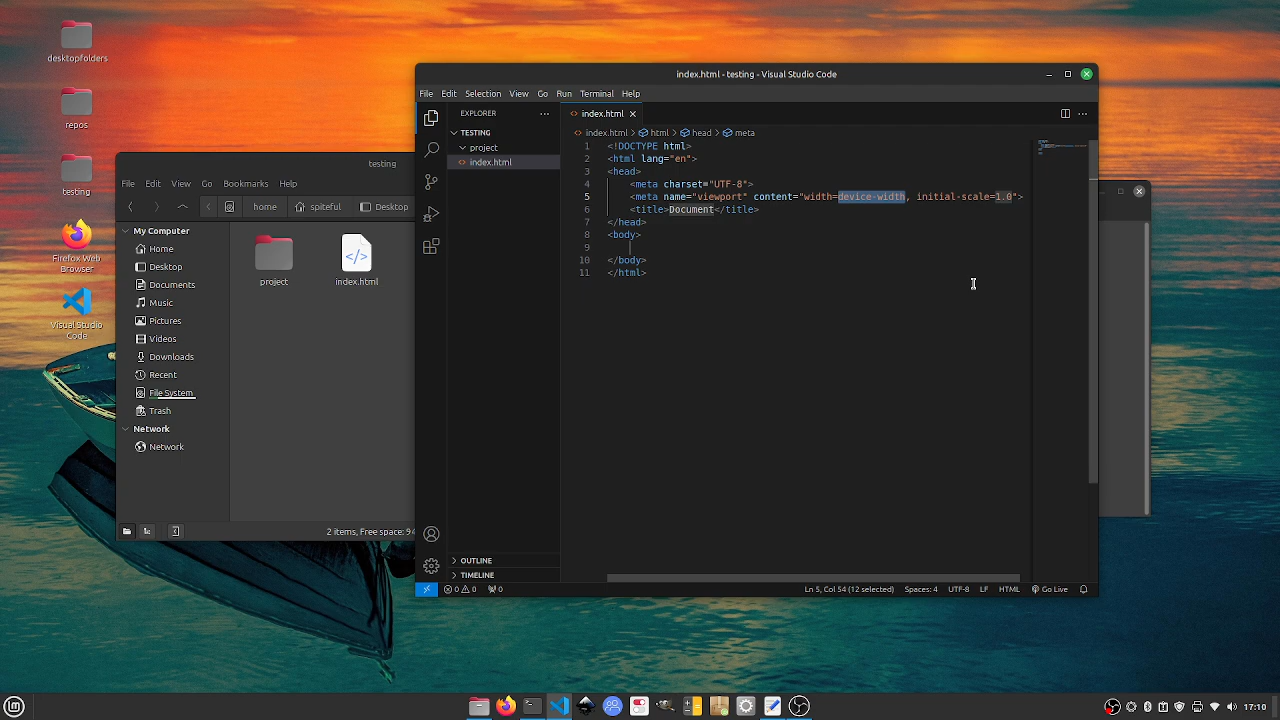 desktopfolders
repos
testing
Firefox Web
Browser
Visual Studio
Code
testing
File Edit View Go Bookmarks Help
home spiteful Desktop
My Computer
Home
Desktop
Documents
Music
Pictures
Videos
Downloads
Recent
File System
Trash
Network
Network
project
index.html
2 items, Free space: 94
index.html - testing - Visual Studio Code
File Edit Selection View Go Run Terminal Help
EXPLORER
TESTING
project
index.html
OUTLINE
TIMELINE
index.html
index.html > html > head > meta
1 <!DOCTYPE html>
2 <html lang="en">
3 <head>
4 <meta charset="UTF-8">
5 <meta name="viewport" content="width=device-width, initial-scale=1.0">
6 <title>Document</title>
7 </head>
8 <body>
9
10 </body>
11 </html>
0 0 0
Ln 5, Col 54 (12 selected) Spaces: 4 UTF-8 LF HTML Go Live
17:10